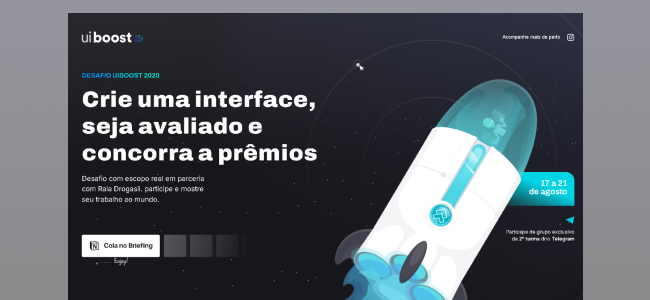 uiboost
Acompanhe mais de perto
DESAFIO UIBOOST 2020
Crie uma interface,
seja avaliado e
concorra a prêmios
Desafio com escopo real em parceria
com Raia Drogasil, participe e mostre
seu trabalho ao mundo.
17 a 21
de agosto
Participe do grupo exclusivo
da 2ª turma dno Telegram
Cola no Briefing
Enjoy!